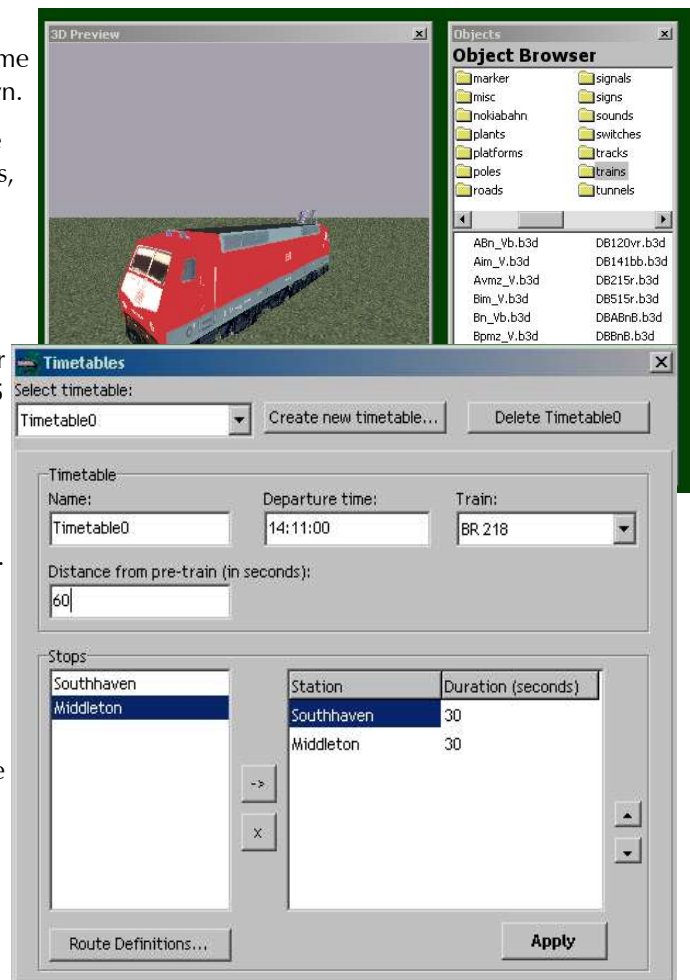 me
wn.
e
s,
r
5
.
e
3D Preview
Objects
Object Browser
marker signals
misc signs
nokiabahn sounds
plants switches
platforms tracks
poles trains
roads tunnels
ABn_Vb.b3d DB120vr.b3d
Aim_V.b3d DB141bb.b3d
Avmz_V.b3d DB215r.b3d
Bim_V.b3d DB515r.b3d
Bn_Vb.b3d DBABnB.b3d
Bpmz_V.b3d DBBnB.b3d
Timetables
Select timetable:
Timetable0 Create new timetable... Delete Timetable0
Timetable
Name: Departure time: Train:
Timetable0 14:11:00 BR 218
Distance from pre-train (in seconds):
60
Stops
Southhaven
Middleton
Station Duration (seconds)
Southhaven 30
Middleton 30
->
x
Route Definitions... Apply